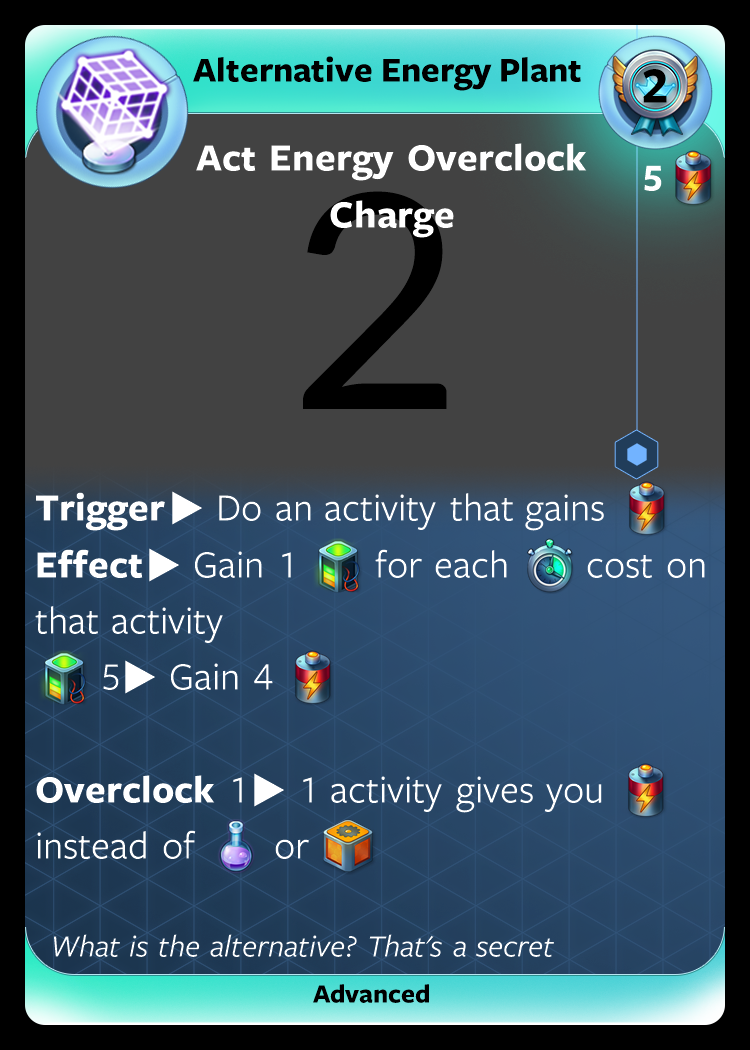 Alternative Energy Plant
2
Act Energy Overclock
Charge
5
2
Trigger▶ Do an activity that gains
Effect▶ Gain 1 for each cost on
that activity
5▶ Gain 4
Overclock 1▶ 1 activity gives you
instead of or
What is the alternative? That's a secret
Advanced